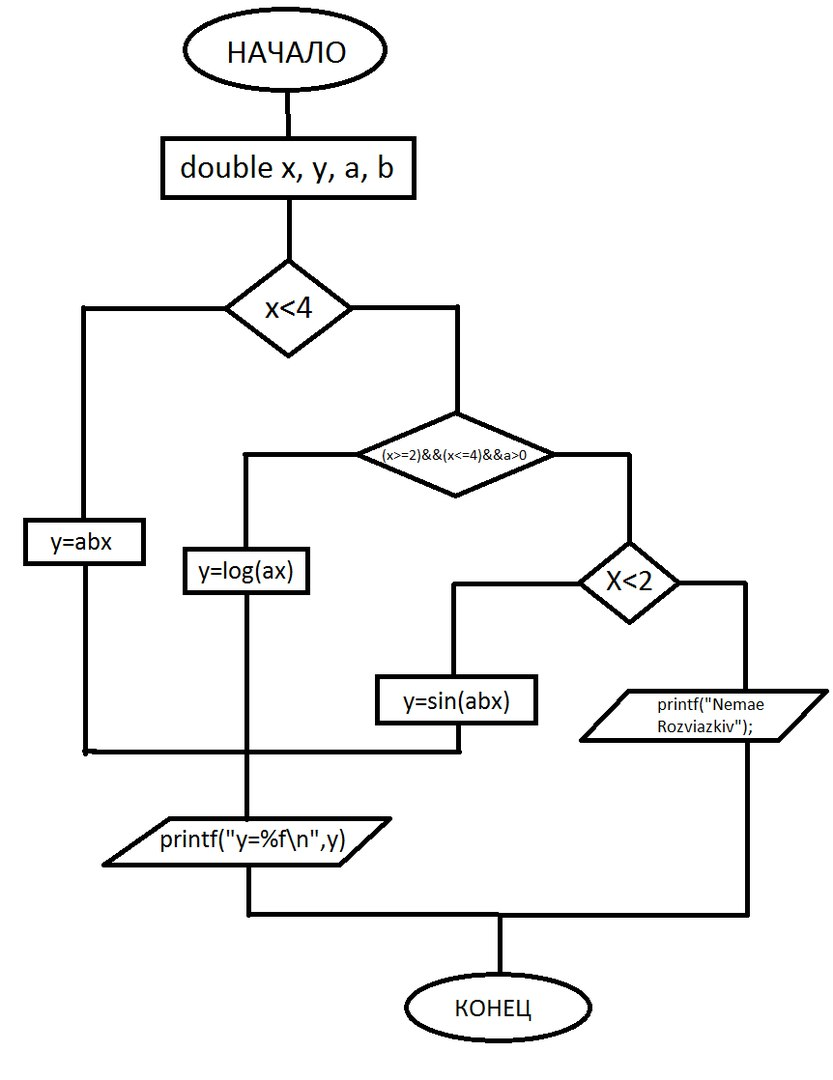 НАЧАЛО
double x, y, a, b
x<4
(x>=2)&&(x<=4)&&a>0
y=abx
y=log(ax)
X<2
y=sin(abx)
printf("Nemae
Rozviazkiv");
printf("y=%f\n",y)
КОНЕЦ